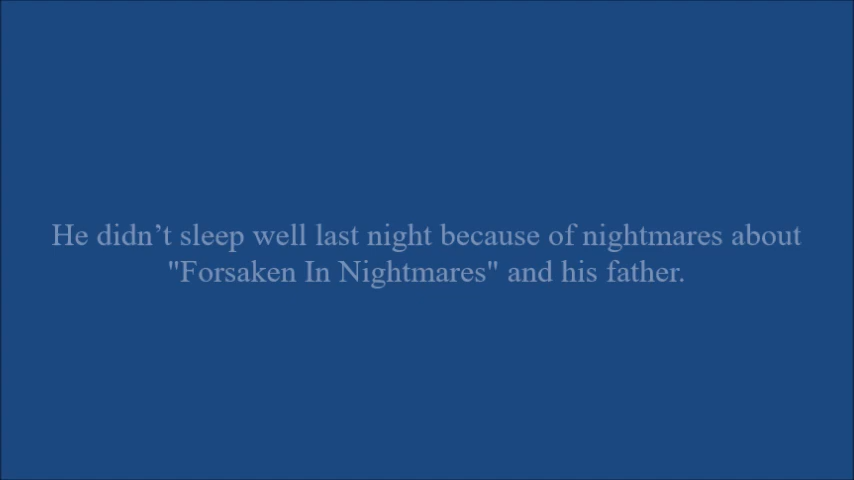 He didn’t sleep well last night because of nightmares about
"Forsaken In Nightmares" and his father.